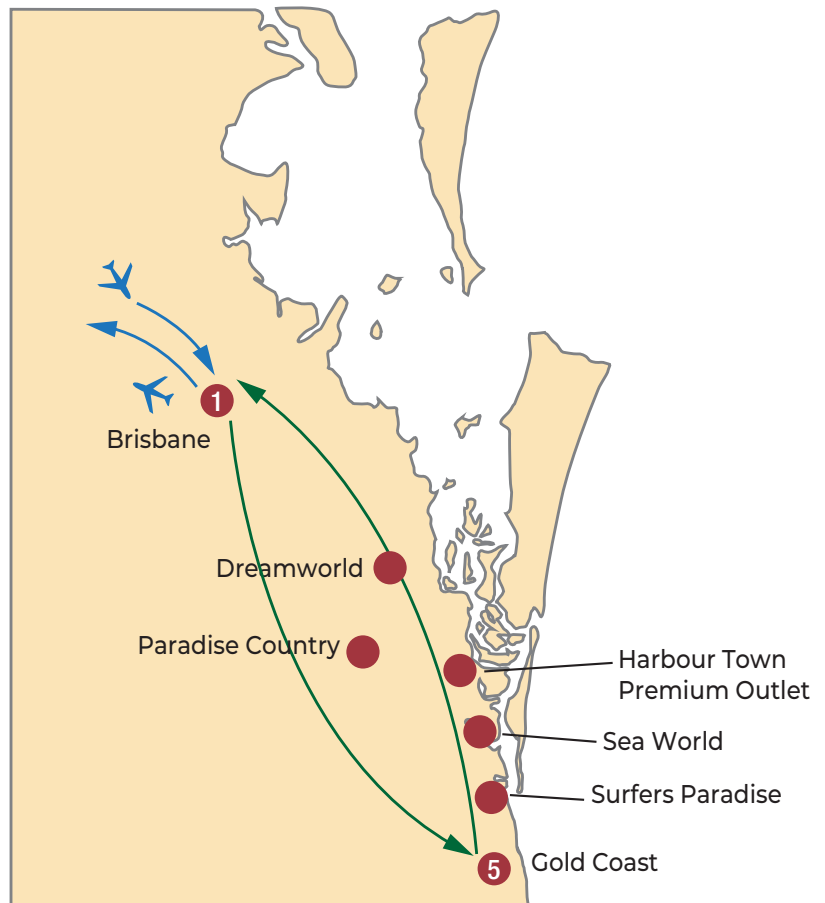 1
Brisbane
Dreamworld
Paradise Country
Harbour Town
Premium Outlet
Sea World
Surfers Paradise
5
Gold Coast